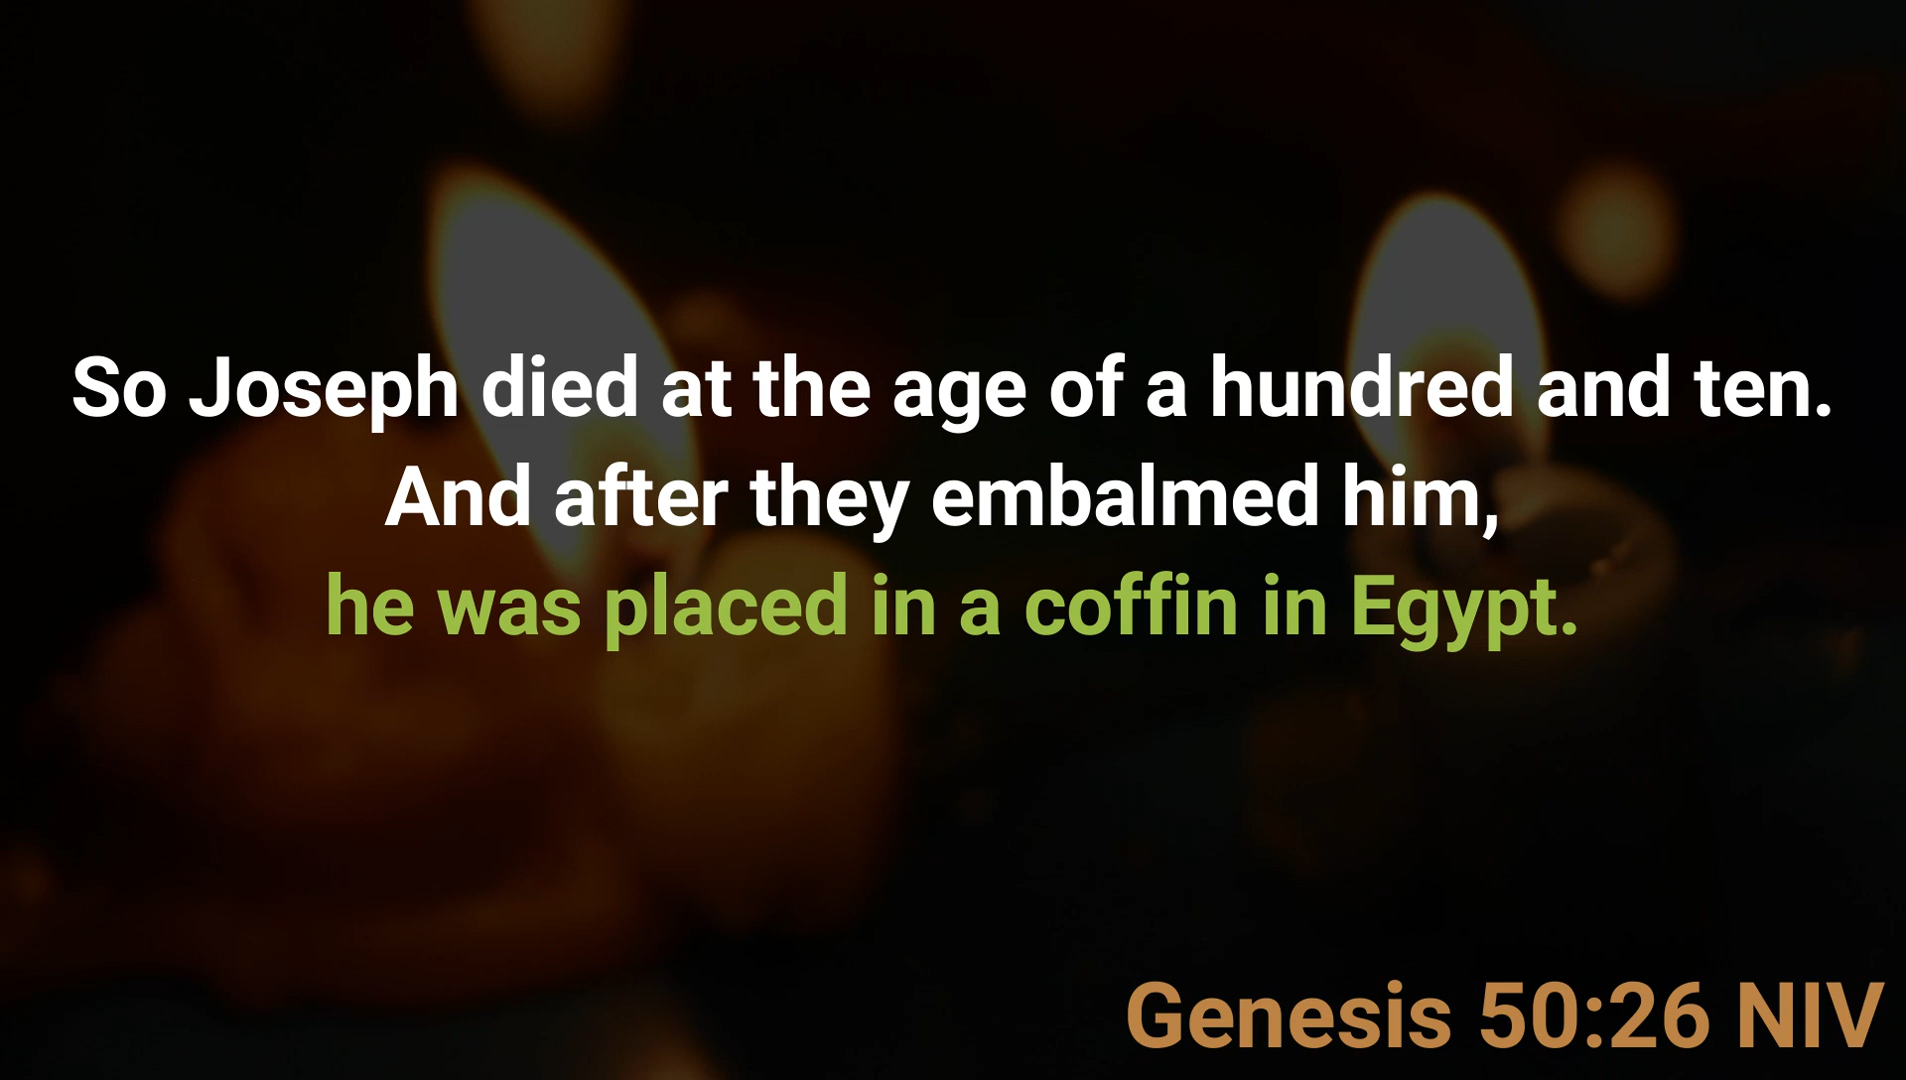 So Joseph died at the age of a hundred and ten.
And after they embalmed him,
he was placed in a coffin in Egypt.
Genesis 50:26 NIV